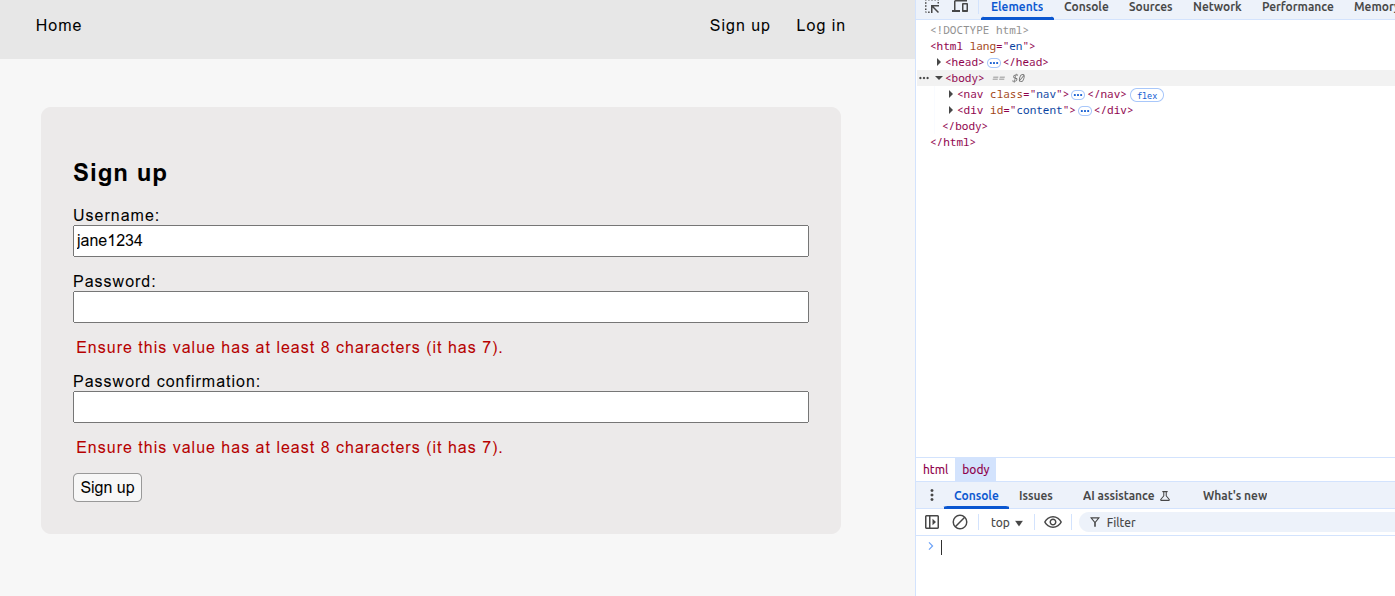 Home Sign up Log in
Sign up
Username:
jane1234
Password:
Ensure this value has at least 8 characters (it has 7).
Password confirmation:
Ensure this value has at least 8 characters (it has 7).
Sign up
Elements Console Sources Network Performance Memory
<!DOCTYPE html>
<html lang="en">
<head> ⋯ </head>
⋯ <body> == $0
<nav class="nav"> ⋯ </nav> flex
<div id="content"> ⋯ </div>
</body>
</html>
html body
Console Issues AI assistance What's new
top Filter
>